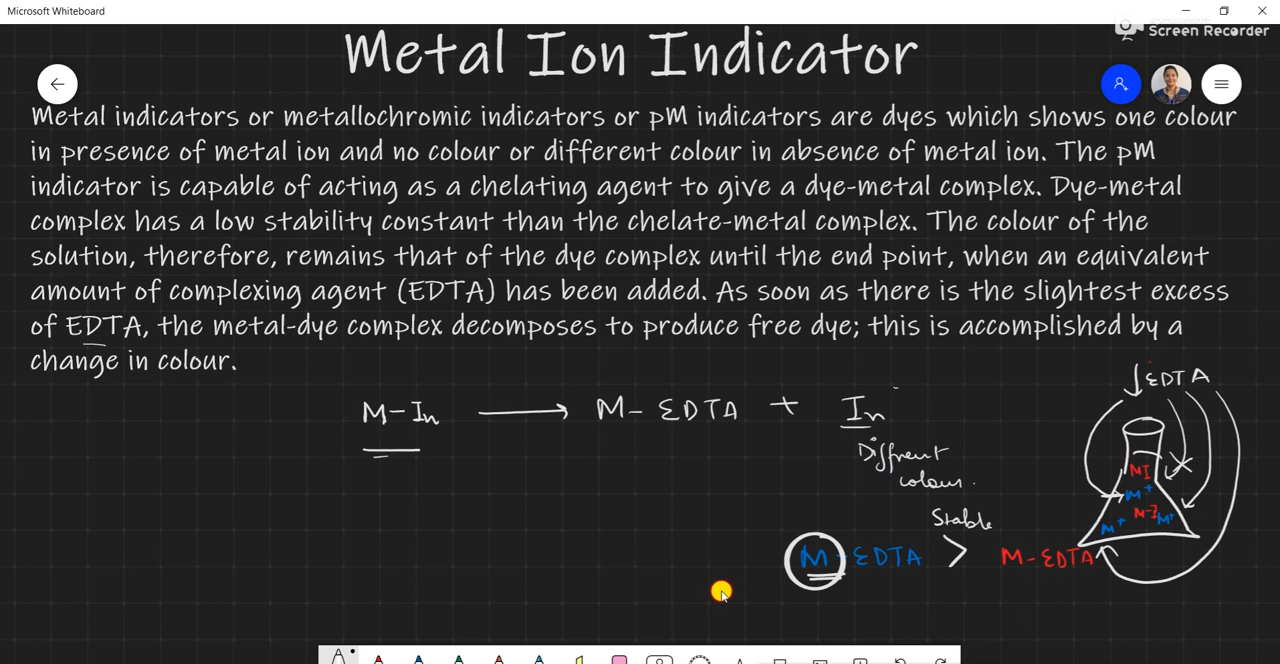 Microsoft Whiteboard
Screen Recorder
Metal Ion Indicator
Metal indicators or metallochromic indicators or pM indicators are dyes which shows one colour
in presence of metal ion and no colour or different colour in absence of metal ion. The pM
indicator is capable of acting as a chelating agent to give a dye-metal complex. Dye-metal
complex has a low stability constant than the chelate-metal complex. The colour of the
solution, therefore, remains that of the dye complex until the end point, when an equivalent
amount of complexing agent (EDTA) has been added. As soon as there is the slightest excess
of EDTA, the metal-dye complex decomposes to produce free dye; this is accomplished by a
change in colour.
↓ EDTA
M-In → M-EDTA + In
Diffrent
colour.
MI
M+
M-I
M+ M+
Stable
M-EDTA > M-EDTA